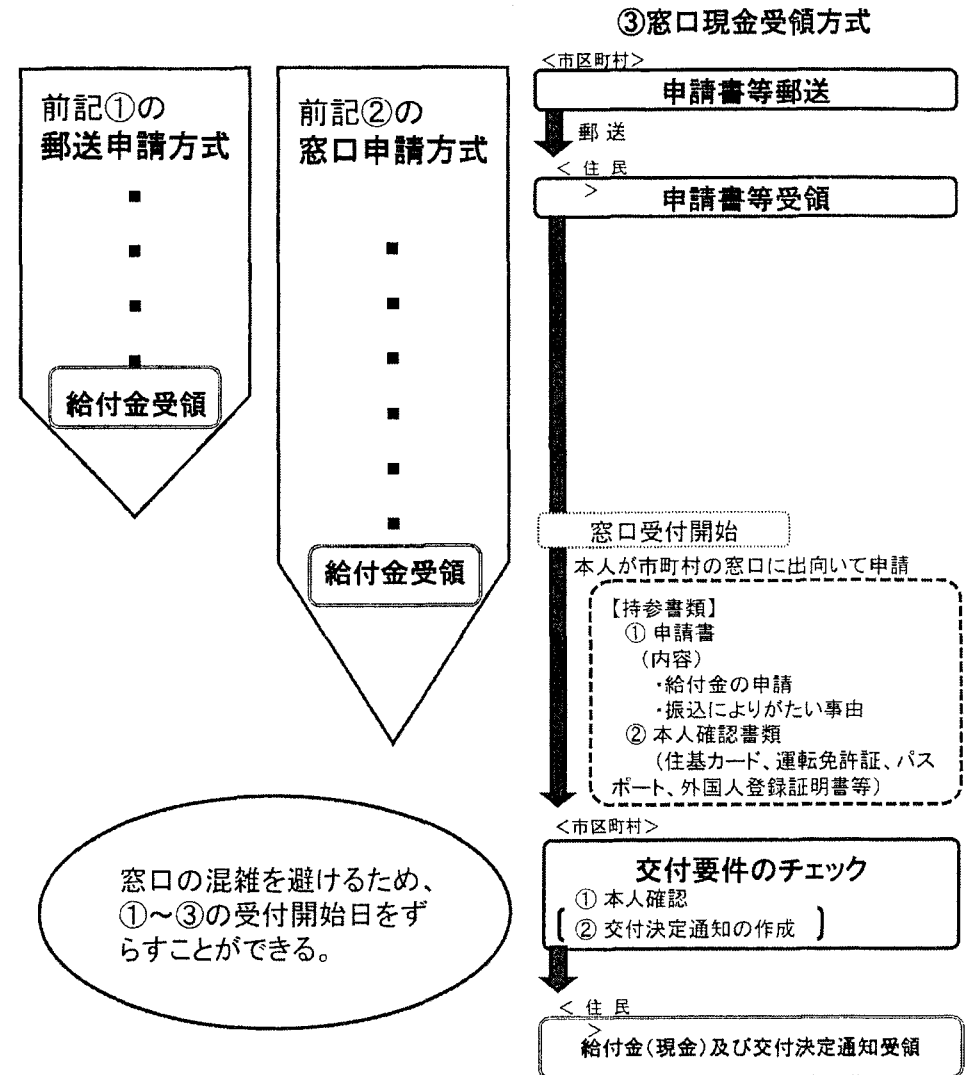 ③窓口現金受領方式
前記①の
郵送申請方式
■
■
■
■
給付金受領
前記②の
窓口申請方式
■
■
■
■
■
■
給付金受領
<市区町村>
申請書等郵送
郵送
< 住 民
>
申請書等受領
窓口受付開始
本人が市町村の窓口に出向いて申請
【持参書類】
① 申請書
(内容)
・給付金の申請
・振込によりがたい事由
② 本人確認書類
(住基カード、運転免許証、パス
ポート、外国人登録証明書等)
<市区町村>
交付要件のチェック
① 本人確認
② 交付決定通知の作成
< 住 民
>
給付金(現金)及び交付決定通知受領
窓口の混雑を避けるため、
①～③の受付開始日をず
らすことができる。